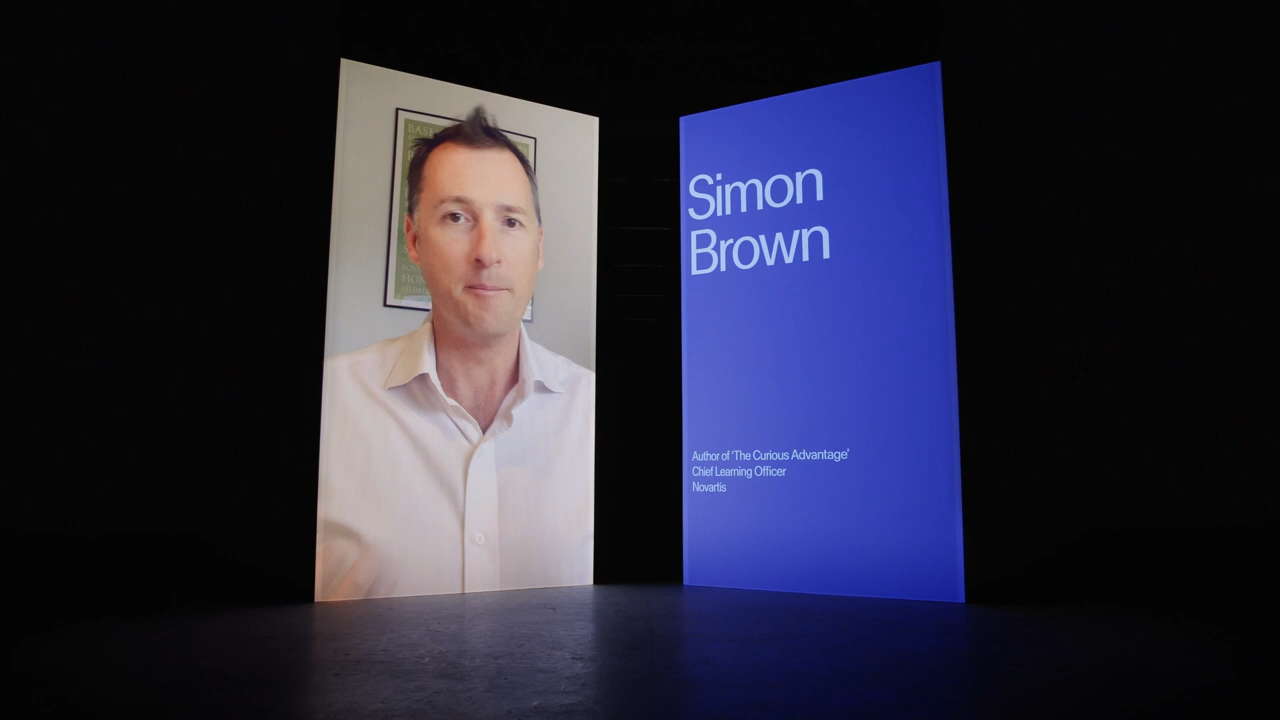 Simon
Brown
Author of ‘The Curious Advantage’
Chief Learning Officer
Novartis